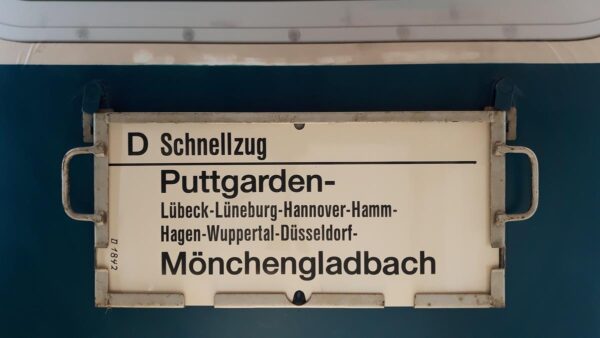 D Schnellzug
Puttgarden-
Lübeck-Lüneburg-Hannover-Hamm-
Hagen-Wuppertal-Düsseldorf-
Mönchengladbach
D 1842